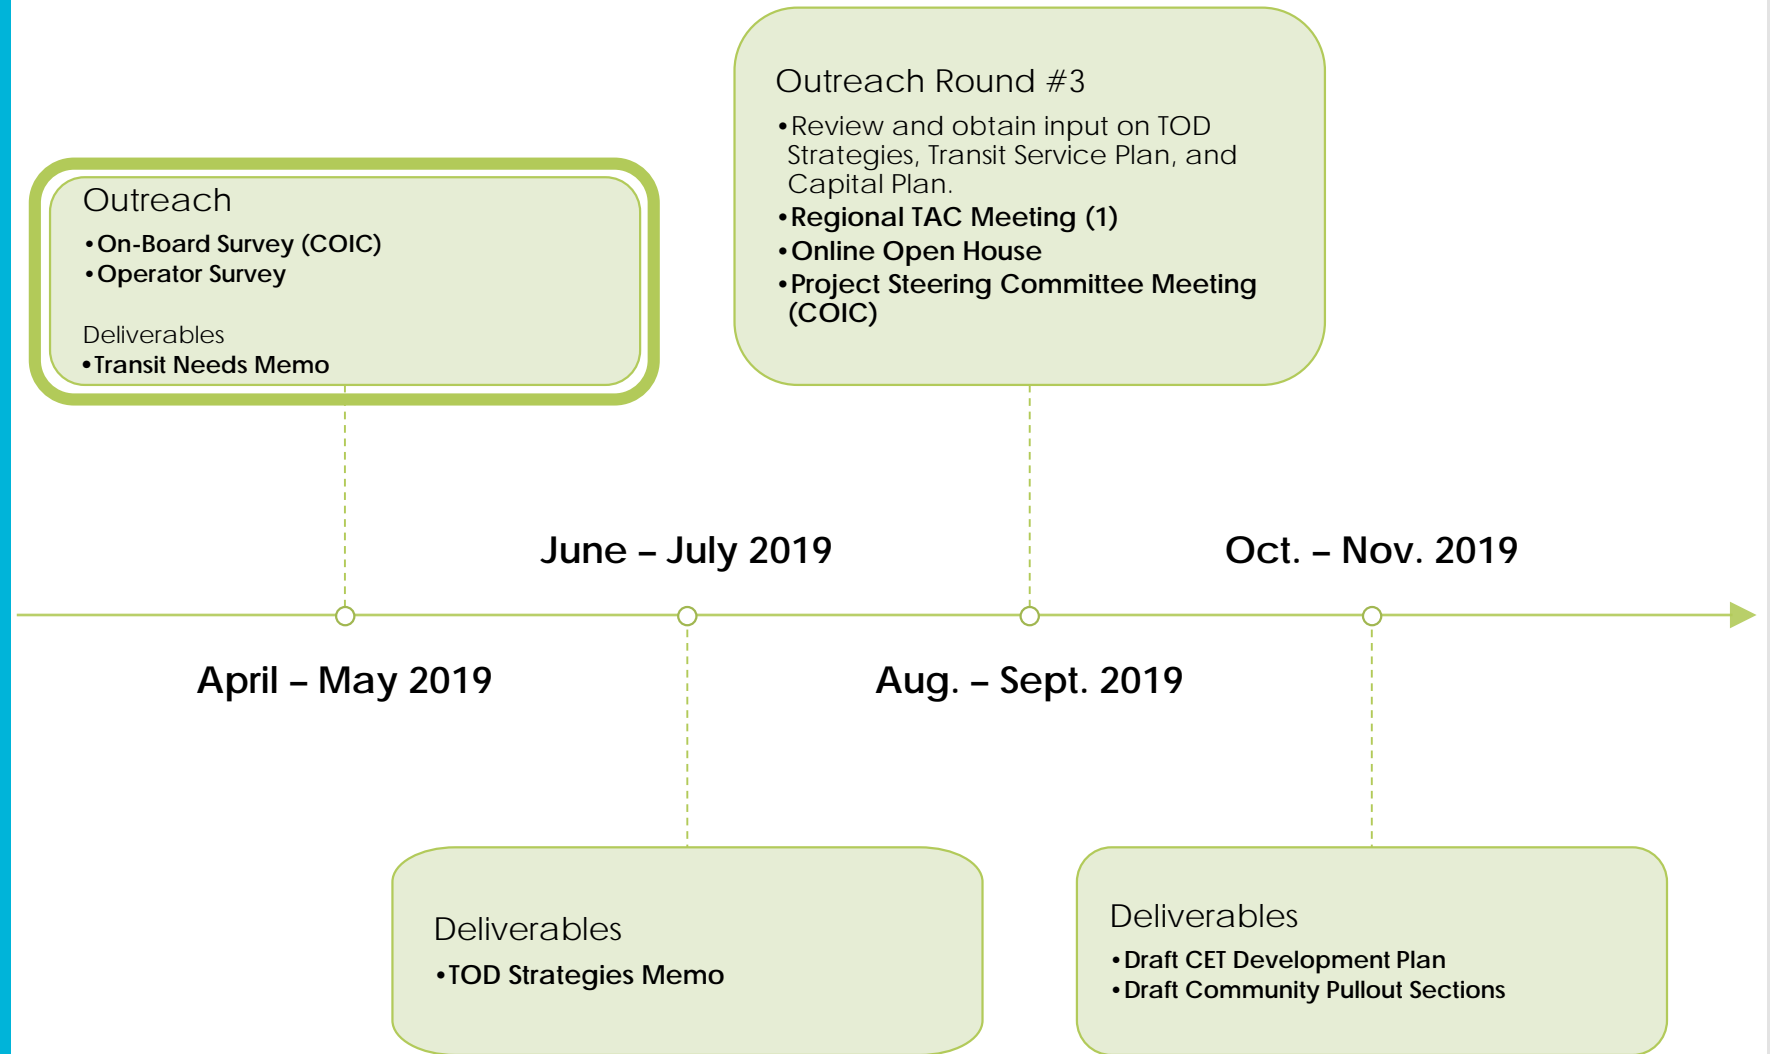 Outreach
•On-Board Survey (COIC)
•Operator Survey
Deliverables
•Transit Needs Memo
Outreach Round #3
•Review and obtain input on TOD
Strategies, Transit Service Plan, and
Capital Plan.
•Regional TAC Meeting (1)
•Online Open House
•Project Steering Committee Meeting
(COIC)
June – July 2019
Oct. – Nov. 2019
April – May 2019
Aug. – Sept. 2019
Deliverables
•TOD Strategies Memo
Deliverables
•Draft CET Development Plan
•Draft Community Pullout Sections